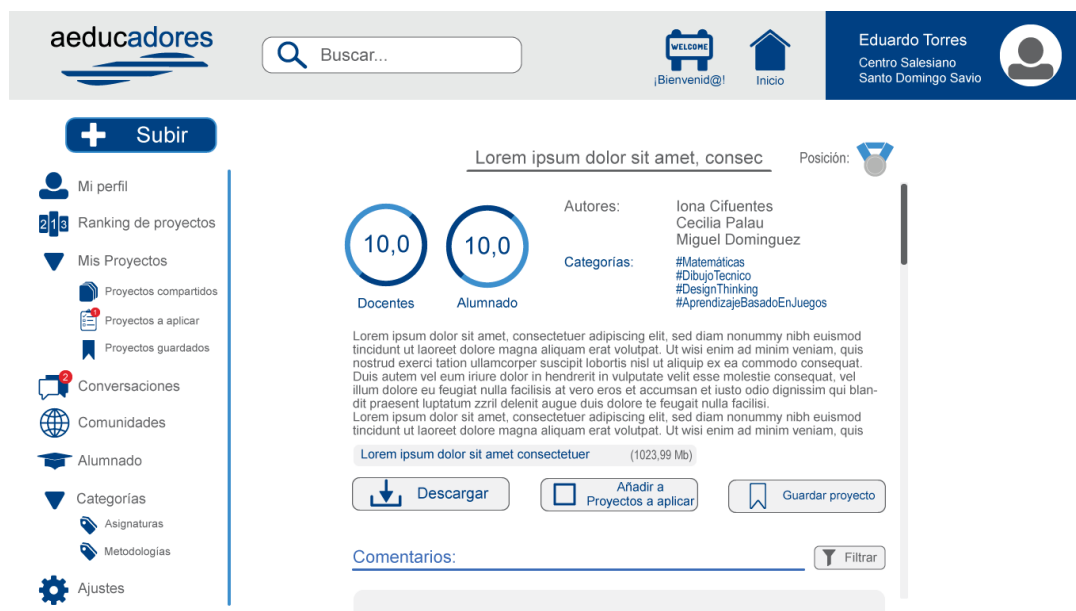 aeducadores
Buscar...
WELCOME
¡Bienvenid@!
Inicio
Eduardo Torres
Centro Salesiano
Santo Domingo Savio
Subir
Mi perfil
2 1 3 Ranking de proyectos
Mis Proyectos
Proyectos compartidos
1
Proyectos a aplicar
Proyectos guardados
2
Conversaciones
Comunidades
Alumnado
Categorías
Asignaturas
Metodologias
Ajustes
Lorem ipsum dolor sit amet, consec
Posición:
10,0
Docentes
10,0
Alumnado
Autores:
Iona Cifuentes
Cecilia Palau
Miguel Dominguez
Categorías:
#Matemáticas
#DibujoTecnico
#DesignThinking
#AprendizajeBasadoEnJuegos
Lorem ipsum dolor sit amet, consectetuer adipiscing elit, sed diam nonummy nibh euismod
tincidunt ut laoreet dolore magna aliquam erat volutpat. Ut wisi enim ad minim veniam, quis
nostrud exerci tation ullamcorper suscipit lobortis nisl ut aliquip ex ea commodo consequat.
Duis autem vel eum iriure dolor in hendrerit in vulputate velit esse molestie consequat, vel
illum dolore eu feugiat nulla facilisis at vero eros et accumsan et iusto odio dignissim qui blan-
dit praesent luptatum zzril delenit augue duis dolore te feugait nulla facilisi.
Lorem ipsum dolor sit amet, consectetuer adipiscing elit, sed diam nonummy nibh euismod
tincidunt ut laoreet dolore magna aliquam erat volutpat. Ut wisi enim ad minim veniam, quis
Lorem ipsum dolor sit amet consectetuer (1023,99 Mb)
Descargar
Añadir a
Proyectos a aplicar
Guardar proyecto
Comentarios:
Filtrar